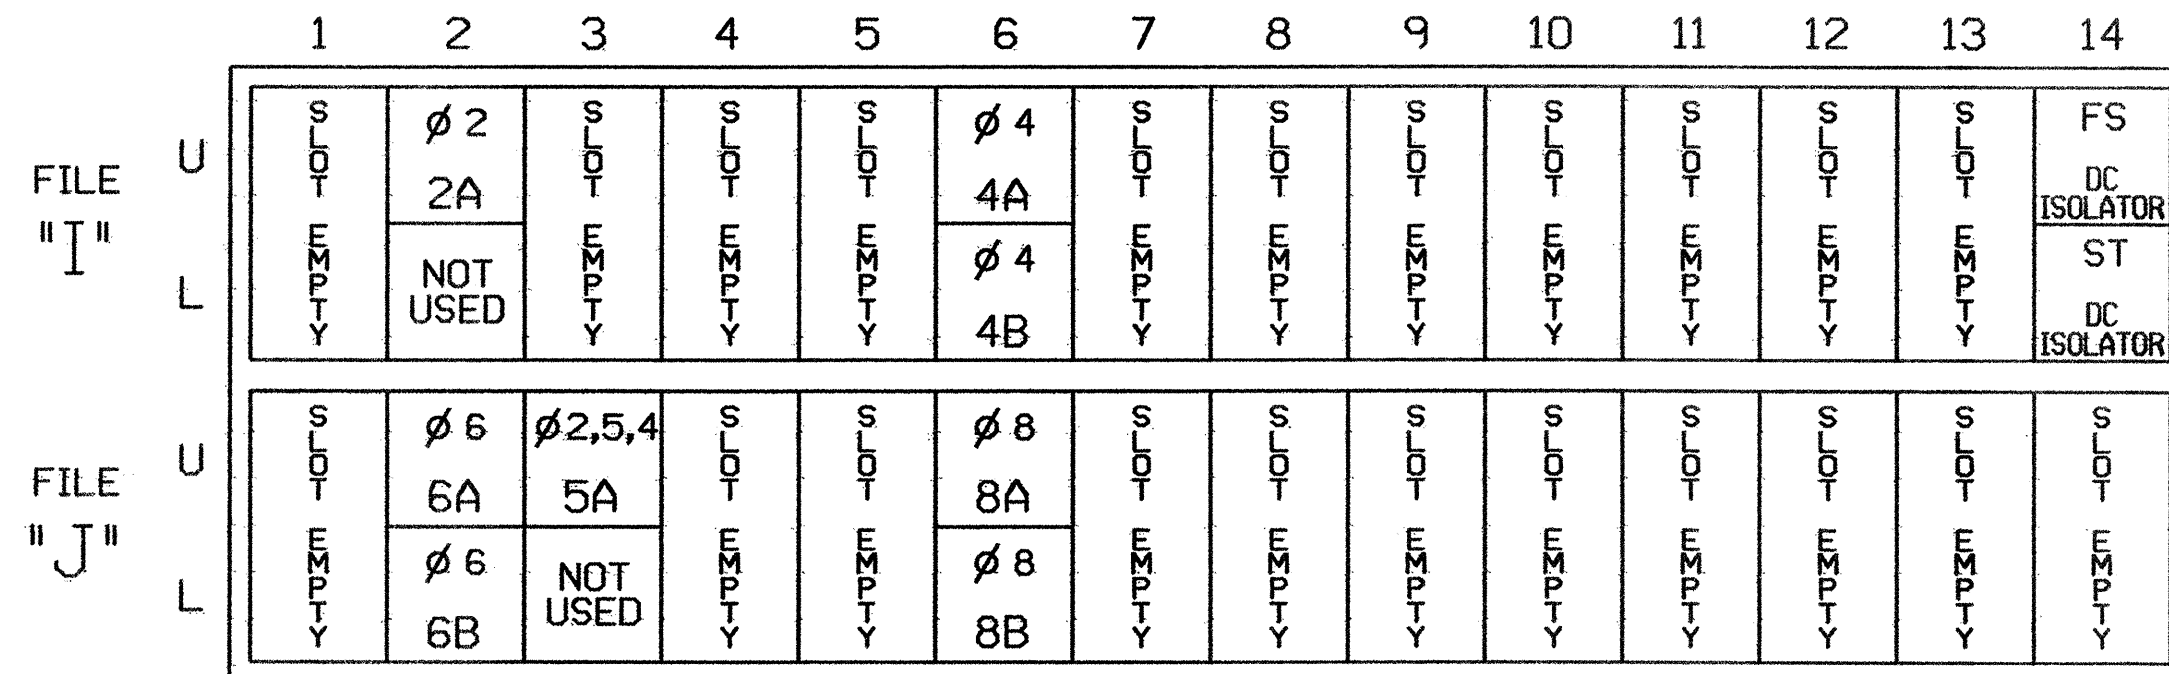 1 2 3 4 5 6 7 8 9 10 11 12 13 14
FILE "I"
U
L
SLOT EMPTY
Ø 2
2A
NOT USED
SLOT EMPTY
SLOT EMPTY
SLOT EMPTY
Ø 4
4A
Ø 4
4B
SLOT EMPTY
SLOT EMPTY
SLOT EMPTY
SLOT EMPTY
SLOT EMPTY
SLOT EMPTY
SLOT EMPTY
FS
DC
ISOLATOR
ST
DC
ISOLATOR
FILE "J"
U
L
SLOT EMPTY
Ø 6
6A
Ø 6
6B
Ø2,5,4
5A
NOT USED
SLOT EMPTY
SLOT EMPTY
Ø 8
8A
Ø 8
8B
SLOT EMPTY
SLOT EMPTY
SLOT EMPTY
SLOT EMPTY
SLOT EMPTY
SLOT EMPTY
SLOT EMPTY
SLOT EMPTY